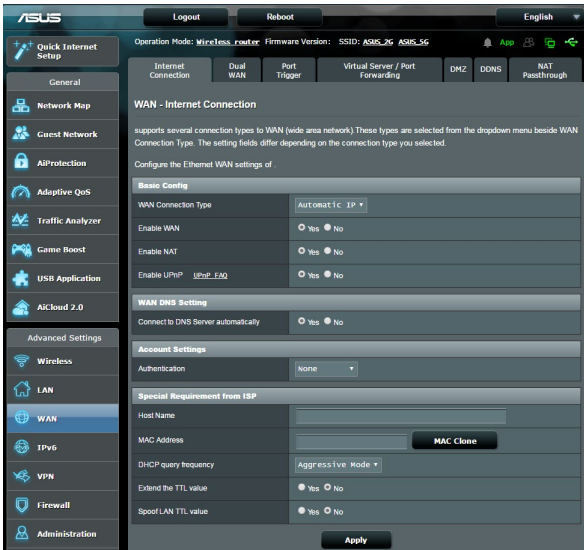 ASUS
Logout
Reboot
English
Quick Internet
Setup
Operation Mode: Wireless router Firmware Version: SSID: ASUS_2G ASUS_5G
App
Internet
Connection
Dual
WAN
Port
Trigger
Virtual Server / Port
Forwarding
DMZ
DDNS
NAT
Passthrough
General
Network Map
Guest Network
AiProtection
Adaptive QoS
Traffic Analyzer
Game Boost
USB Application
AiCloud 2.0
Advanced Settings
Wireless
LAN
WAN
IPv6
VPN
Firewall
Administration
WAN - Internet Connection
supports several connection types to WAN (wide area network).These types are selected from the dropdown menu beside WAN
Connection Type. The setting fields differ depending on the connection type you selected.
Configure the Ethernet WAN settings of .
Basic Config
WAN Connection Type Automatic IP
Enable WAN Yes No
Enable NAT Yes No
Enable UPnP UPnP FAQ Yes No
WAN DNS Setting
Connect to DNS Server automatically Yes No
Account Settings
Authentication None
Special Requirement from ISP
Host Name
MAC Address MAC Clone
DHCP query frequency Aggressive Mode
Extend the TTL value Yes No
Spoof LAN TTL value Yes No
Apply